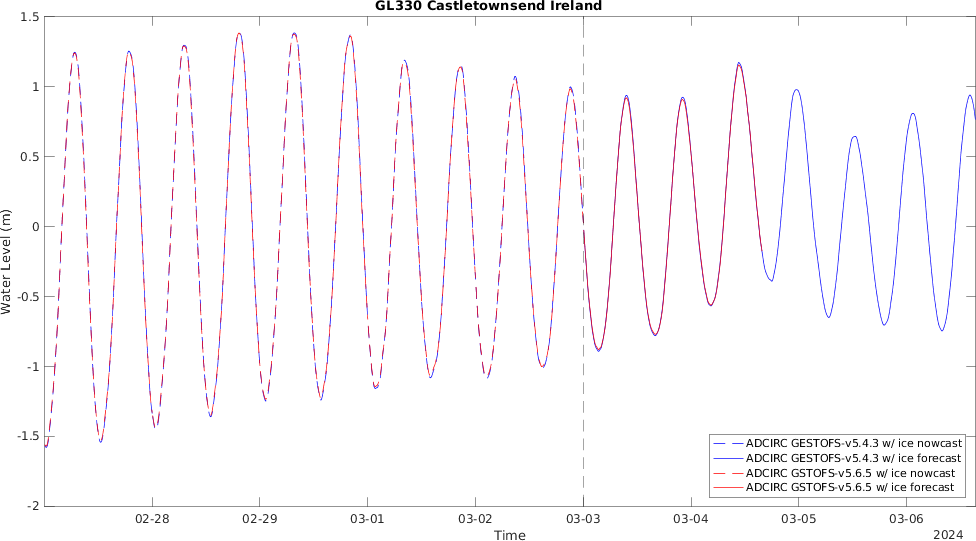 GL330 Castletownsend Ireland
1.5
1
0.5
0
-0.5
-1
-1.5
-2
Water Level (m)
02-28
02-29
03-01
03-02
03-03
03-04
03-05
03-06
Time
2024
ADCIRC GESTOFS-v5.4.3 w/ ice nowcast
ADCIRC GESTOFS-v5.4.3 w/ ice forecast
ADCIRC GSTOFS-v5.6.5 w/ ice nowcast
ADCIRC GSTOFS-v5.6.5 w/ ice forecast